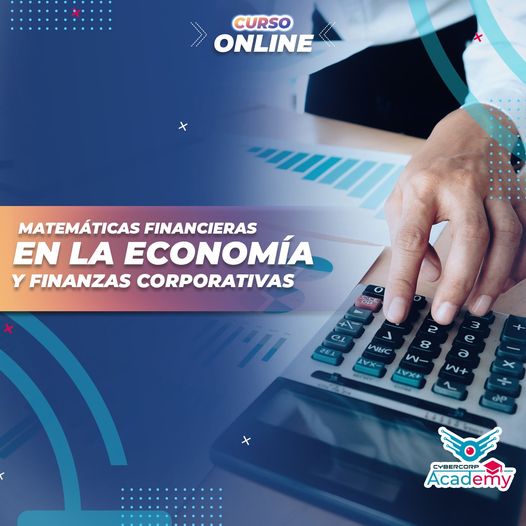 CURSO
ONLINE
MATEMÁTICAS FINANCIERAS
EN LA ECONOMÍA
Y FINANZAS CORPORATIVAS
CYBERCORP
Academy